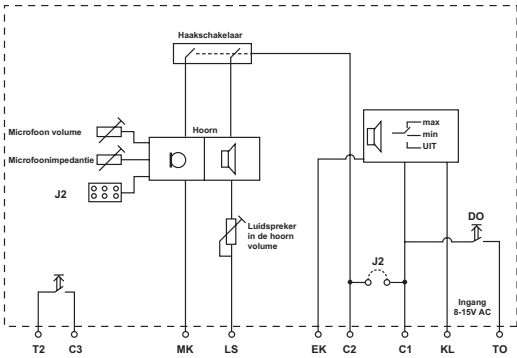 Haakschakelaar
max
min
UIT
Microfoon volume
Hoorn
Microfoonimpedantie
J2
DO
Luidspreker
in de hoorn
volume
J2
Ingang
8-15V AC
T2 C3 MK LS EK C2 C1 KL TO